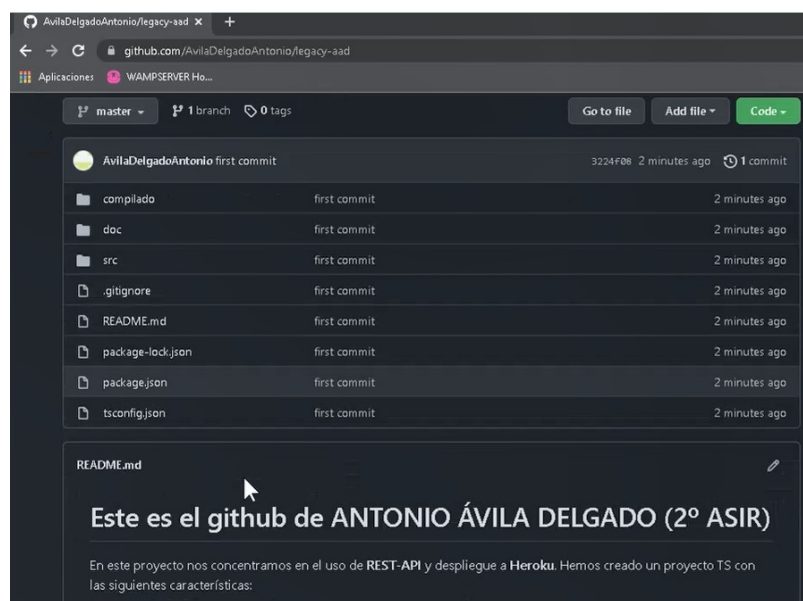 AvilaDelgadoAntonio/legacy-aad
github.com/AvilaDelgadoAntonio/legacy-aad
Aplicaciones WAMPSERVER Ho...
master 1 branch 0 tags Go to file Add file Code
AvilaDelgadoAntonio first commit 3224f08 2 minutes ago 1 commit
compilado first commit 2 minutes ago
doc first commit 2 minutes ago
src first commit 2 minutes ago
.gitignore first commit 2 minutes ago
README.md first commit 2 minutes ago
package-lock.json first commit 2 minutes ago
package.json first commit 2 minutes ago
tsconfig.json first commit 2 minutes ago
README.md
Este es el github de ANTONIO ÁVILA DELGADO (2º ASIR)
En este proyecto nos concentramos en el uso de REST-API y despliegue a Heroku. Hemos creado un proyecto TS con
las siguientes características: